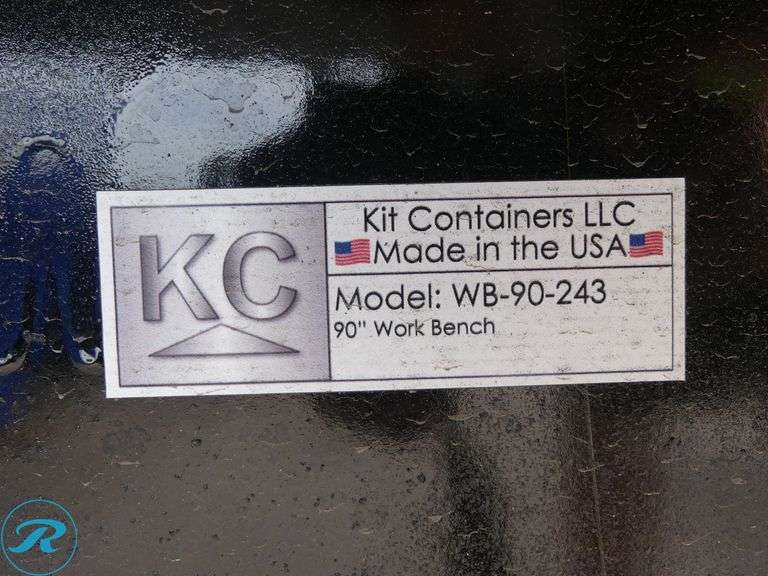 KC
Kit Containers LLC
Made in the USA
Model: WB-90-243
90" Work Bench
R